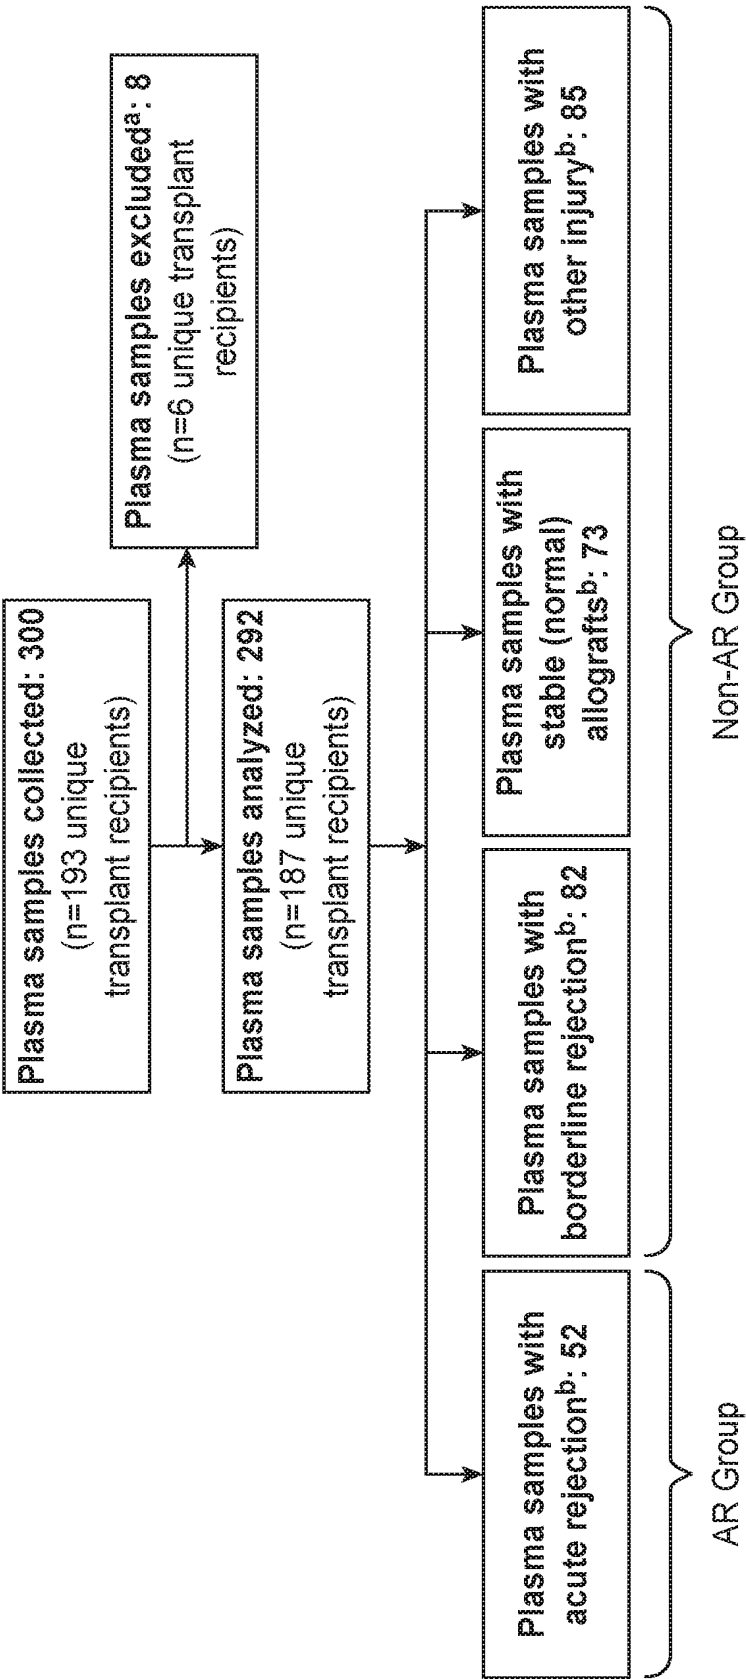 Plasma samples collected: 300
(n=193 unique
transplant recipients)
Plasma samples excludedᵃ: 8
(n=6 unique transplant
recipients)
Plasma samples analyzed: 292
(n=187 unique
transplant recipients)
Plasma samples with
acute rejectionᵇ: 52
Plasma samples with
borderline rejectionᵇ: 82
Plasma samples with
stable (normal)
allograftsᵇ: 73
Plasma samples with
other injuryᵇ: 85
AR Group
Non-AR Group